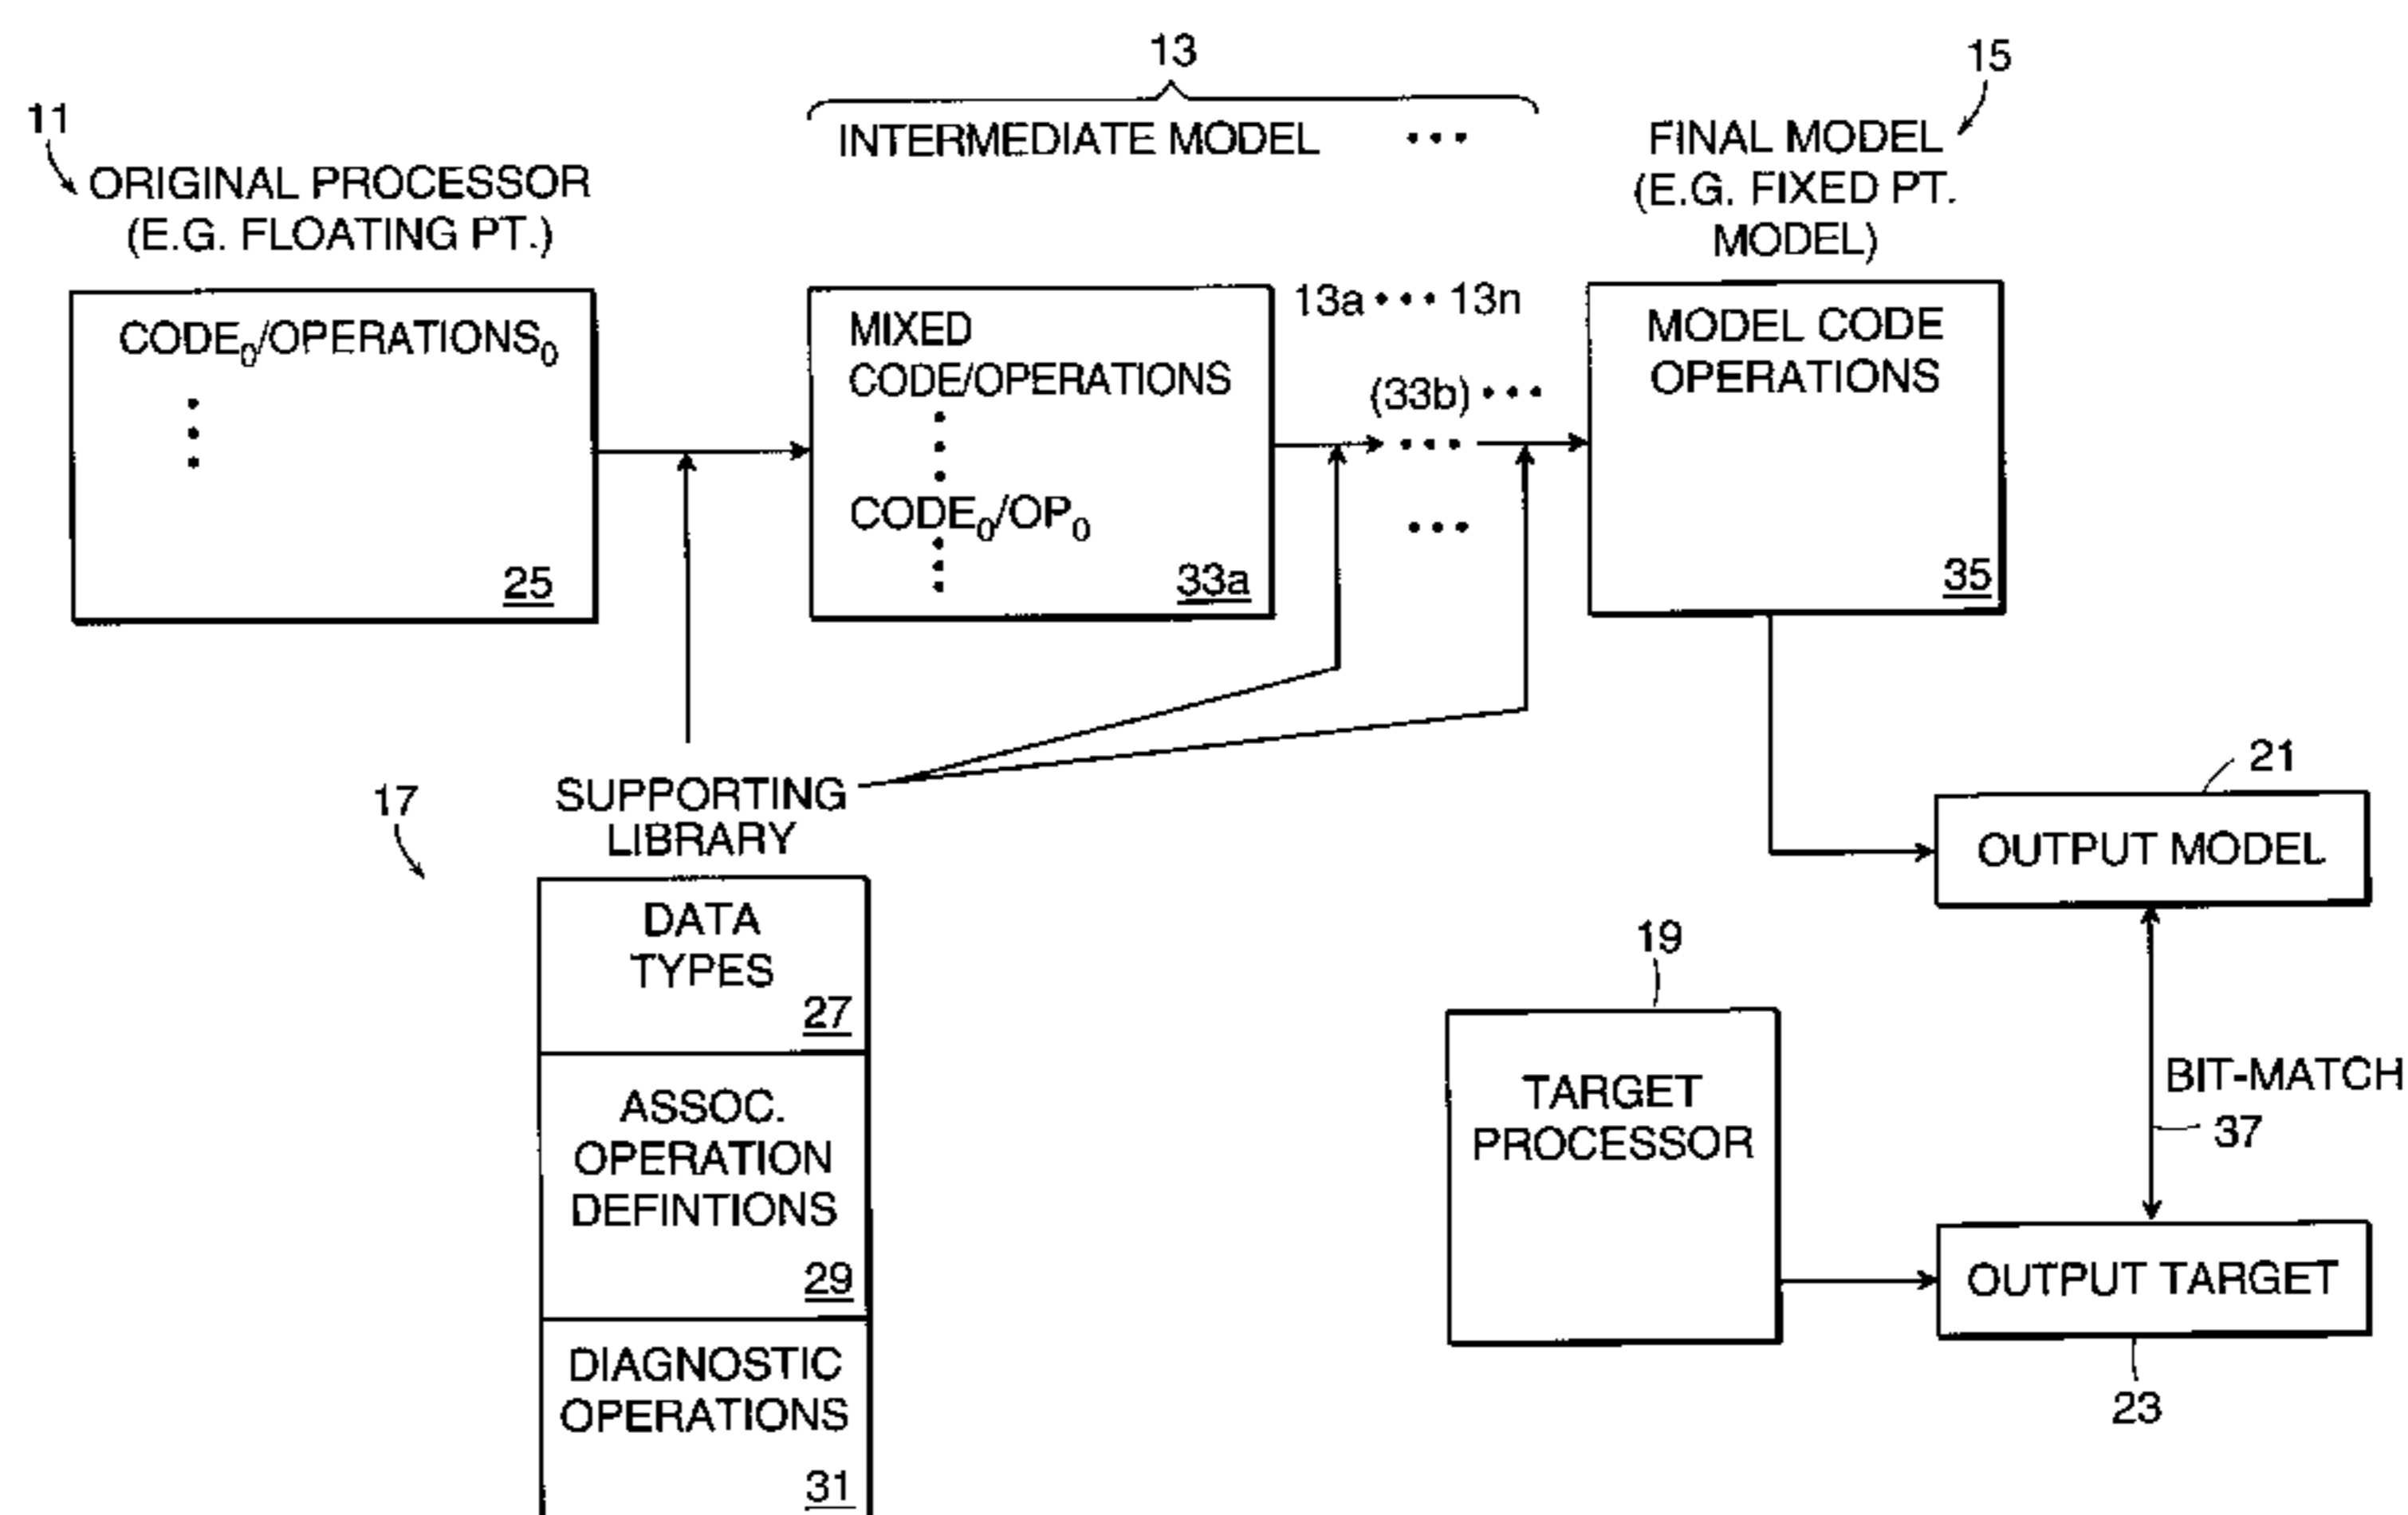 13
15
11
INTERMEDIATE MODEL •••
FINAL MODEL
(E.G. FIXED PT.
MODEL)
ORIGINAL PROCESSOR
(E.G. FLOATING PT.)
CODE₀/OPERATIONS₀
25
MIXED
CODE/OPERATIONS
CODE₀/OP₀
33a
13a ••• 13n
(33b) •••
•••
•••
MODEL CODE
OPERATIONS
35
17
SUPPORTING
LIBRARY
DATA
TYPES
27
ASSOC.
OPERATION
DEFINTIONS
29
DIAGNOSTIC
OPERATIONS
31
21
OUTPUT MODEL
19
TARGET
PROCESSOR
BIT-MATCH
37
OUTPUT TARGET
23